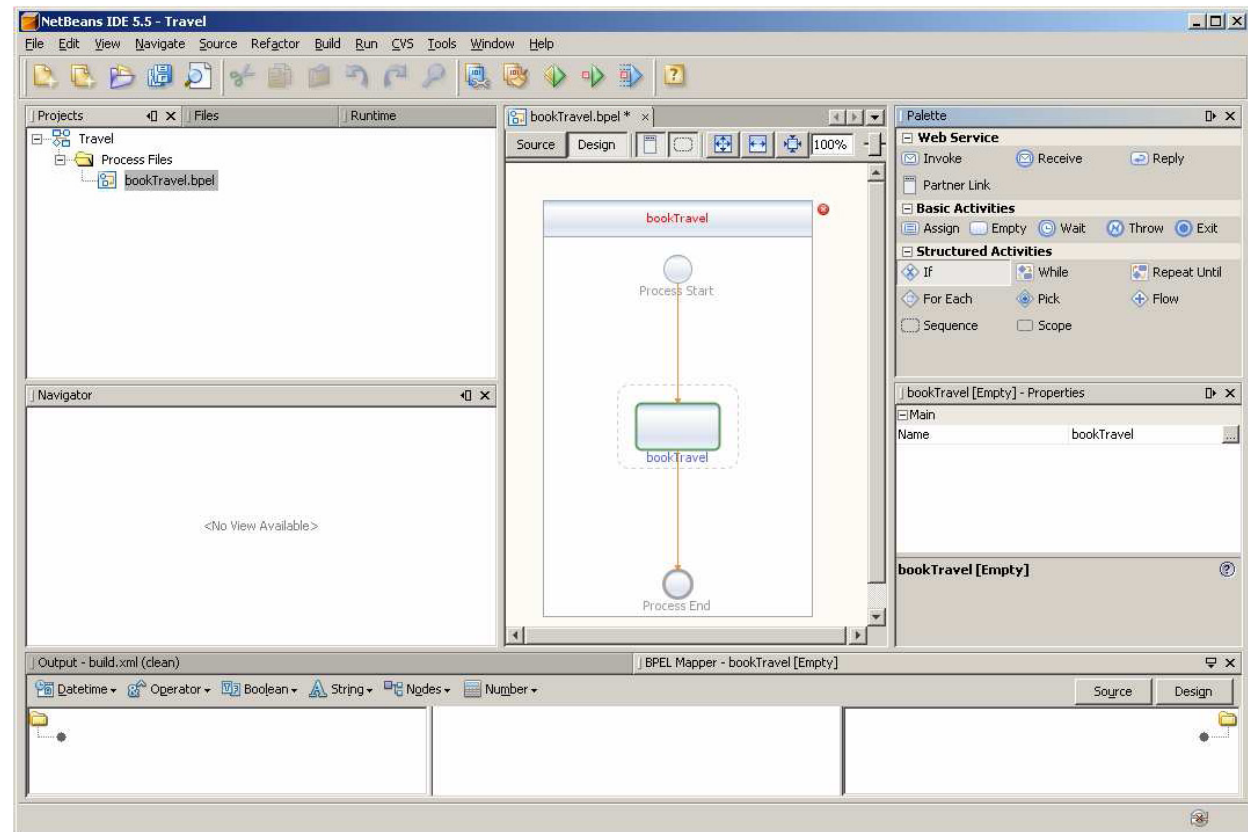 NetBeans IDE 5.5 - Travel
File Edit View Navigate Source Refactor Build Run CVS Tools Window Help
Projects Files Runtime
Travel
Process Files
bookTravel.bpel
Navigator
<No View Available>
bookTravel.bpel *
Source Design 100%
bookTravel
Process Start
bookTravel
Process End
Palette
Web Service
Invoke Receive Reply
Partner Link
Basic Activities
Assign Empty Wait Throw Exit
Structured Activities
If While Repeat Until
For Each Pick Flow
Sequence Scope
bookTravel [Empty] - Properties
Main
Name bookTravel ...
bookTravel [Empty]
Output - build.xml (clean) BPEL Mapper - bookTravel [Empty]
Datetime Operator Boolean String Nodes Number Source Design